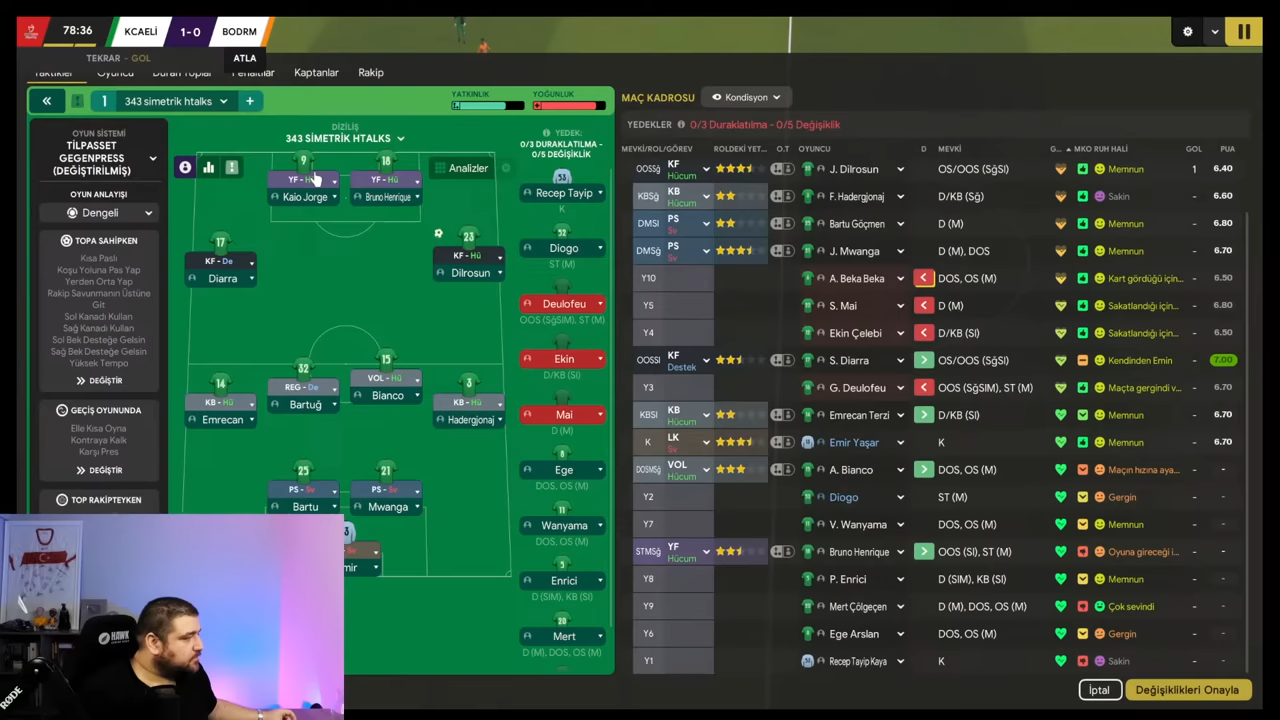 78:36 KCAELİ 1-0 BODRM
TEKRAR - GOL ATLA
Taktikler Oyuncu Duran Toplar Penaltılar Kaptanlar Rakip
1 343 simetrik htalks +
YATKINLIK YOĞUNLUK
DİZİLİŞ
343 SİMETRİK HTALKS
Analizler
OYUN SİSTEMİ
TİLPASSET
GEGENPRESS
(DEĞİŞTİRİLMİŞ)
OYUN ANLAYIŞI
Dengeli
TOPA SAHİPKEN
Kısa Paslı
Koşu Yoluna Pas Yap
Yerden Orta Yap
Rakip Savunmanın Üstüne
Git
Sol Kanadı Kullan
Sağ Kanadı Kullan
Sol Bek Desteğe Gelsin
Sağ Bek Desteğe Gelsin
Yüksek Tempo
DEĞİŞTİR
GEÇİŞ OYUNUNDA
Elle Kısa Oyna
Kontraya Kalk
Karşı Pres
DEĞİŞTİR
TOP RAKİPTEYKEN
9 18
YF - YF - Hü
Kaio Jorge Bruno Henrique
17 23
KF - De KF - Hü
Diarra Dilrosun
32 15
REG - De VOL - Hü
Bartuğ Bianco
14 3
KB - Hü KB - Hü
Emrecan Hadergjonaj
25 21
PS - Sv PS - Sv
Bartu Mwanga
YEDEK:
0/3 DURAKLATILMA -
0/5 DEĞİŞİKLİK
Recep Tayip
K
Diogo
ST (M)
Deulofeu
OOS (SğSIM), ST (M)
Ekin
D/KB (Sl)
Mai
D (M)
Ege
DOS, OS (M)
11
Wanyama
DOS, OS (M)
Enrici
D (SIM), KB (Sl)
20
Mert
D (M), DOS, OS (M)
MAÇ KADROSU Kondisyon
YEDEKLER 0/3 Duraklatılma - 0/5 Değişiklik
MEVKİ/ROL/GÖREV ROLDEKİ YET... O.T OYUNCU D MEVKİ G... MKO RUH HALİ GOL PUA
OOSSğ KF Hücum J. Dilrosun OS/OOS (SğSl) Memnun 1 6.40
KBSğ KB Hücum F. Hadergjonaj D/KB (Sğ) Sakin - 6.60
DMSl PS Sv Bartu Göçmen D (M) Memnun - 6.80
DMSğ PS Sv J. Mwanga D (M), DOS Memnun - 6.70
Y10 A. Beka Beka DOS, OS (M) Kart gördüğü için... - 6.50
Y5 S. Mai D (M) Sakatlandığı için... - 6.80
Y4 Ekin Çelebi D/KB (Sl) Sakatlandığı için... - 6.50
OOSSl KF Destek S. Diarra OS/OOS (SğSl) Kendinden Emin - 7.00
Y3 G. Deulofeu OOS (SğSIM), ST (M) Maçta gergindi v... - 6.70
KBSl KB Hücum Emrecan Terzi D/KB (Sl) Memnun - 6.70
K LK Sv Emir Yaşar K Memnun - 6.70
DOSMSğ VOL Hücum A. Bianco DOS, OS (M) Maçın hızına aya... - -
Y2 Diogo ST (M) Gergin - -
Y7 V. Wanyama DOS, OS (M) Memnun - -
STMSğ YF Hücum Bruno Henrique OOS (Sl), ST (M) Oyuna gireceği i... - -
Y8 P. Enrici D (SIM), KB (Sl) Memnun - -
Y9 Mert Çölgeçen D (M), DOS, OS (M) Çok sevindi - -
Y6 Ege Arslan DOS, OS (M) Gergin - -
Y1 Recep Tayip Kaya K Sakin - -
İptal Değişiklikleri Onayla
HAWK
RØDE